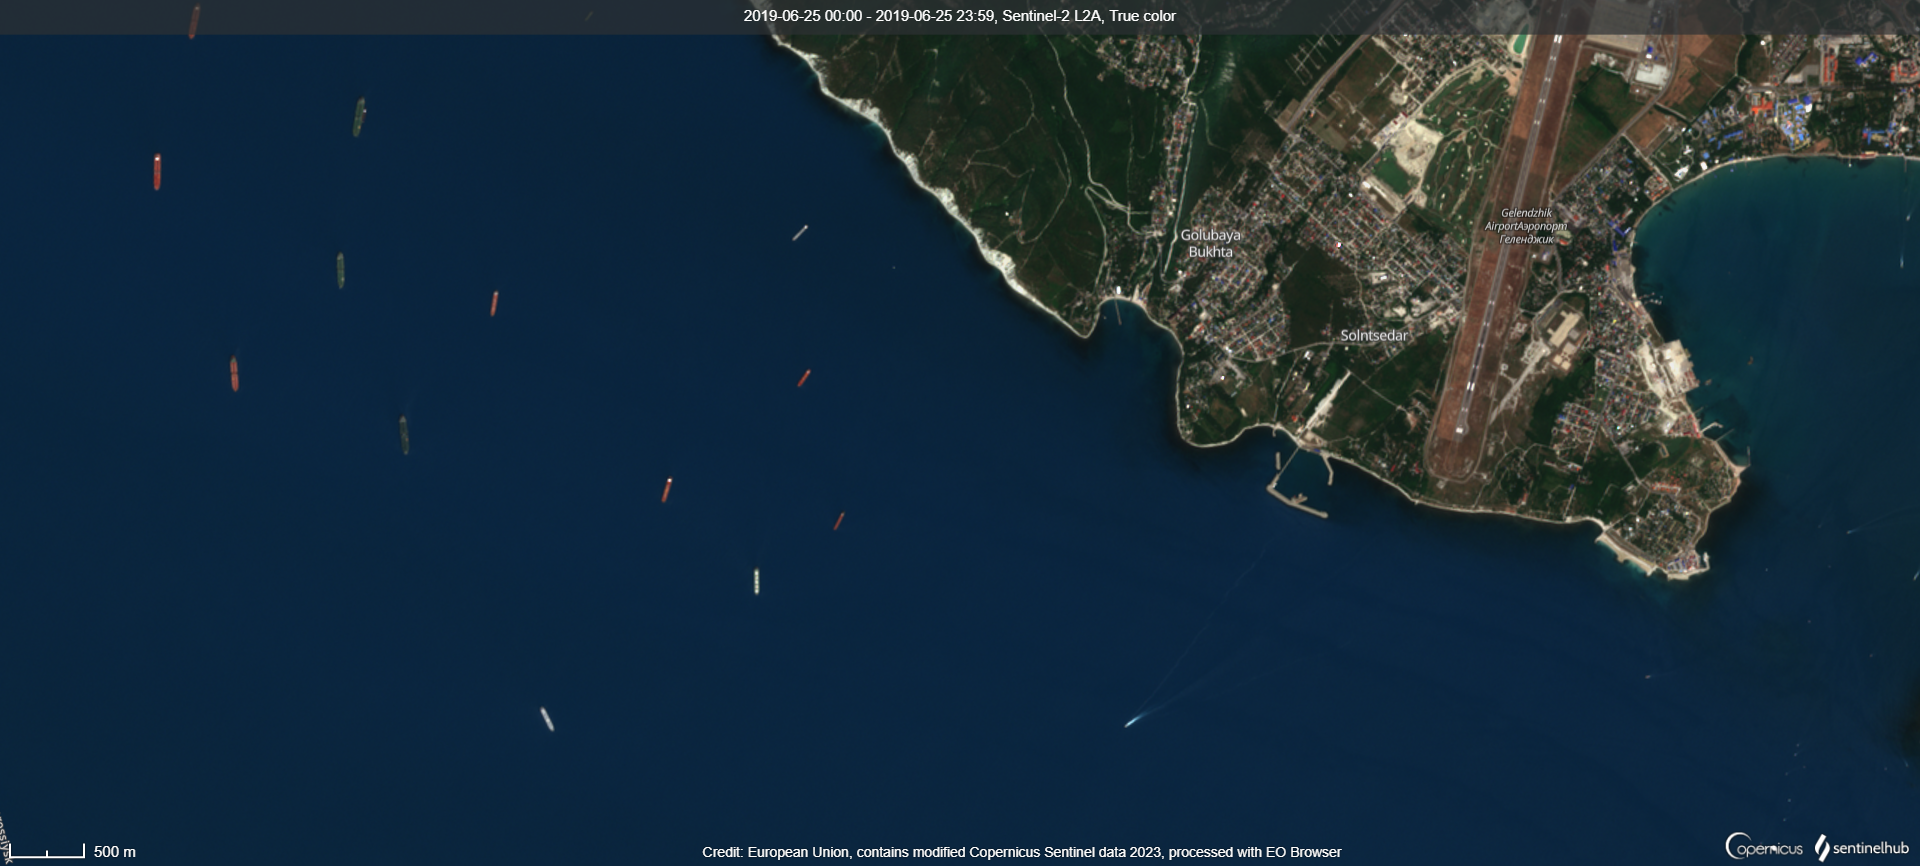 2019-06-25 00:00 - 2019-06-25 23:59, Sentinel-2 L2A, True color
Gelendzhik
AirportАэропорт
Геленджик
Golubaya
Bukhta
Solntsedar
500 m
Credit: European Union, contains modified Copernicus Sentinel data 2023, processed with EO Browser
Copernicus
sentinelhub